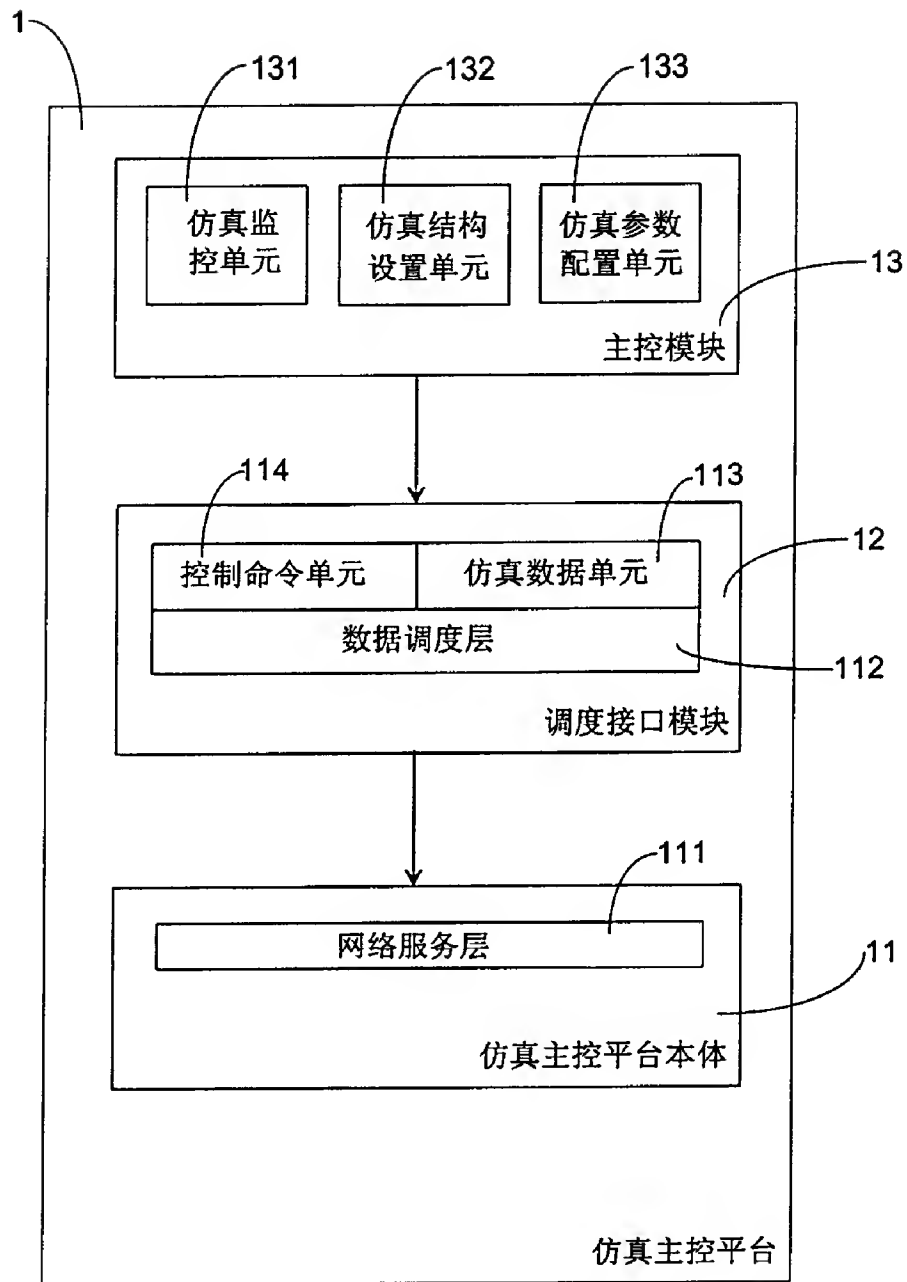 1
131
132
133
仿真监
控单元
仿真结构
设置单元
仿真参数
配置单元
13
主控模块
114
113
12
控制命令单元
仿真数据单元
数据调度层
112
调度接口模块
111
网络服务层
11
仿真主控平台本体
仿真主控平台